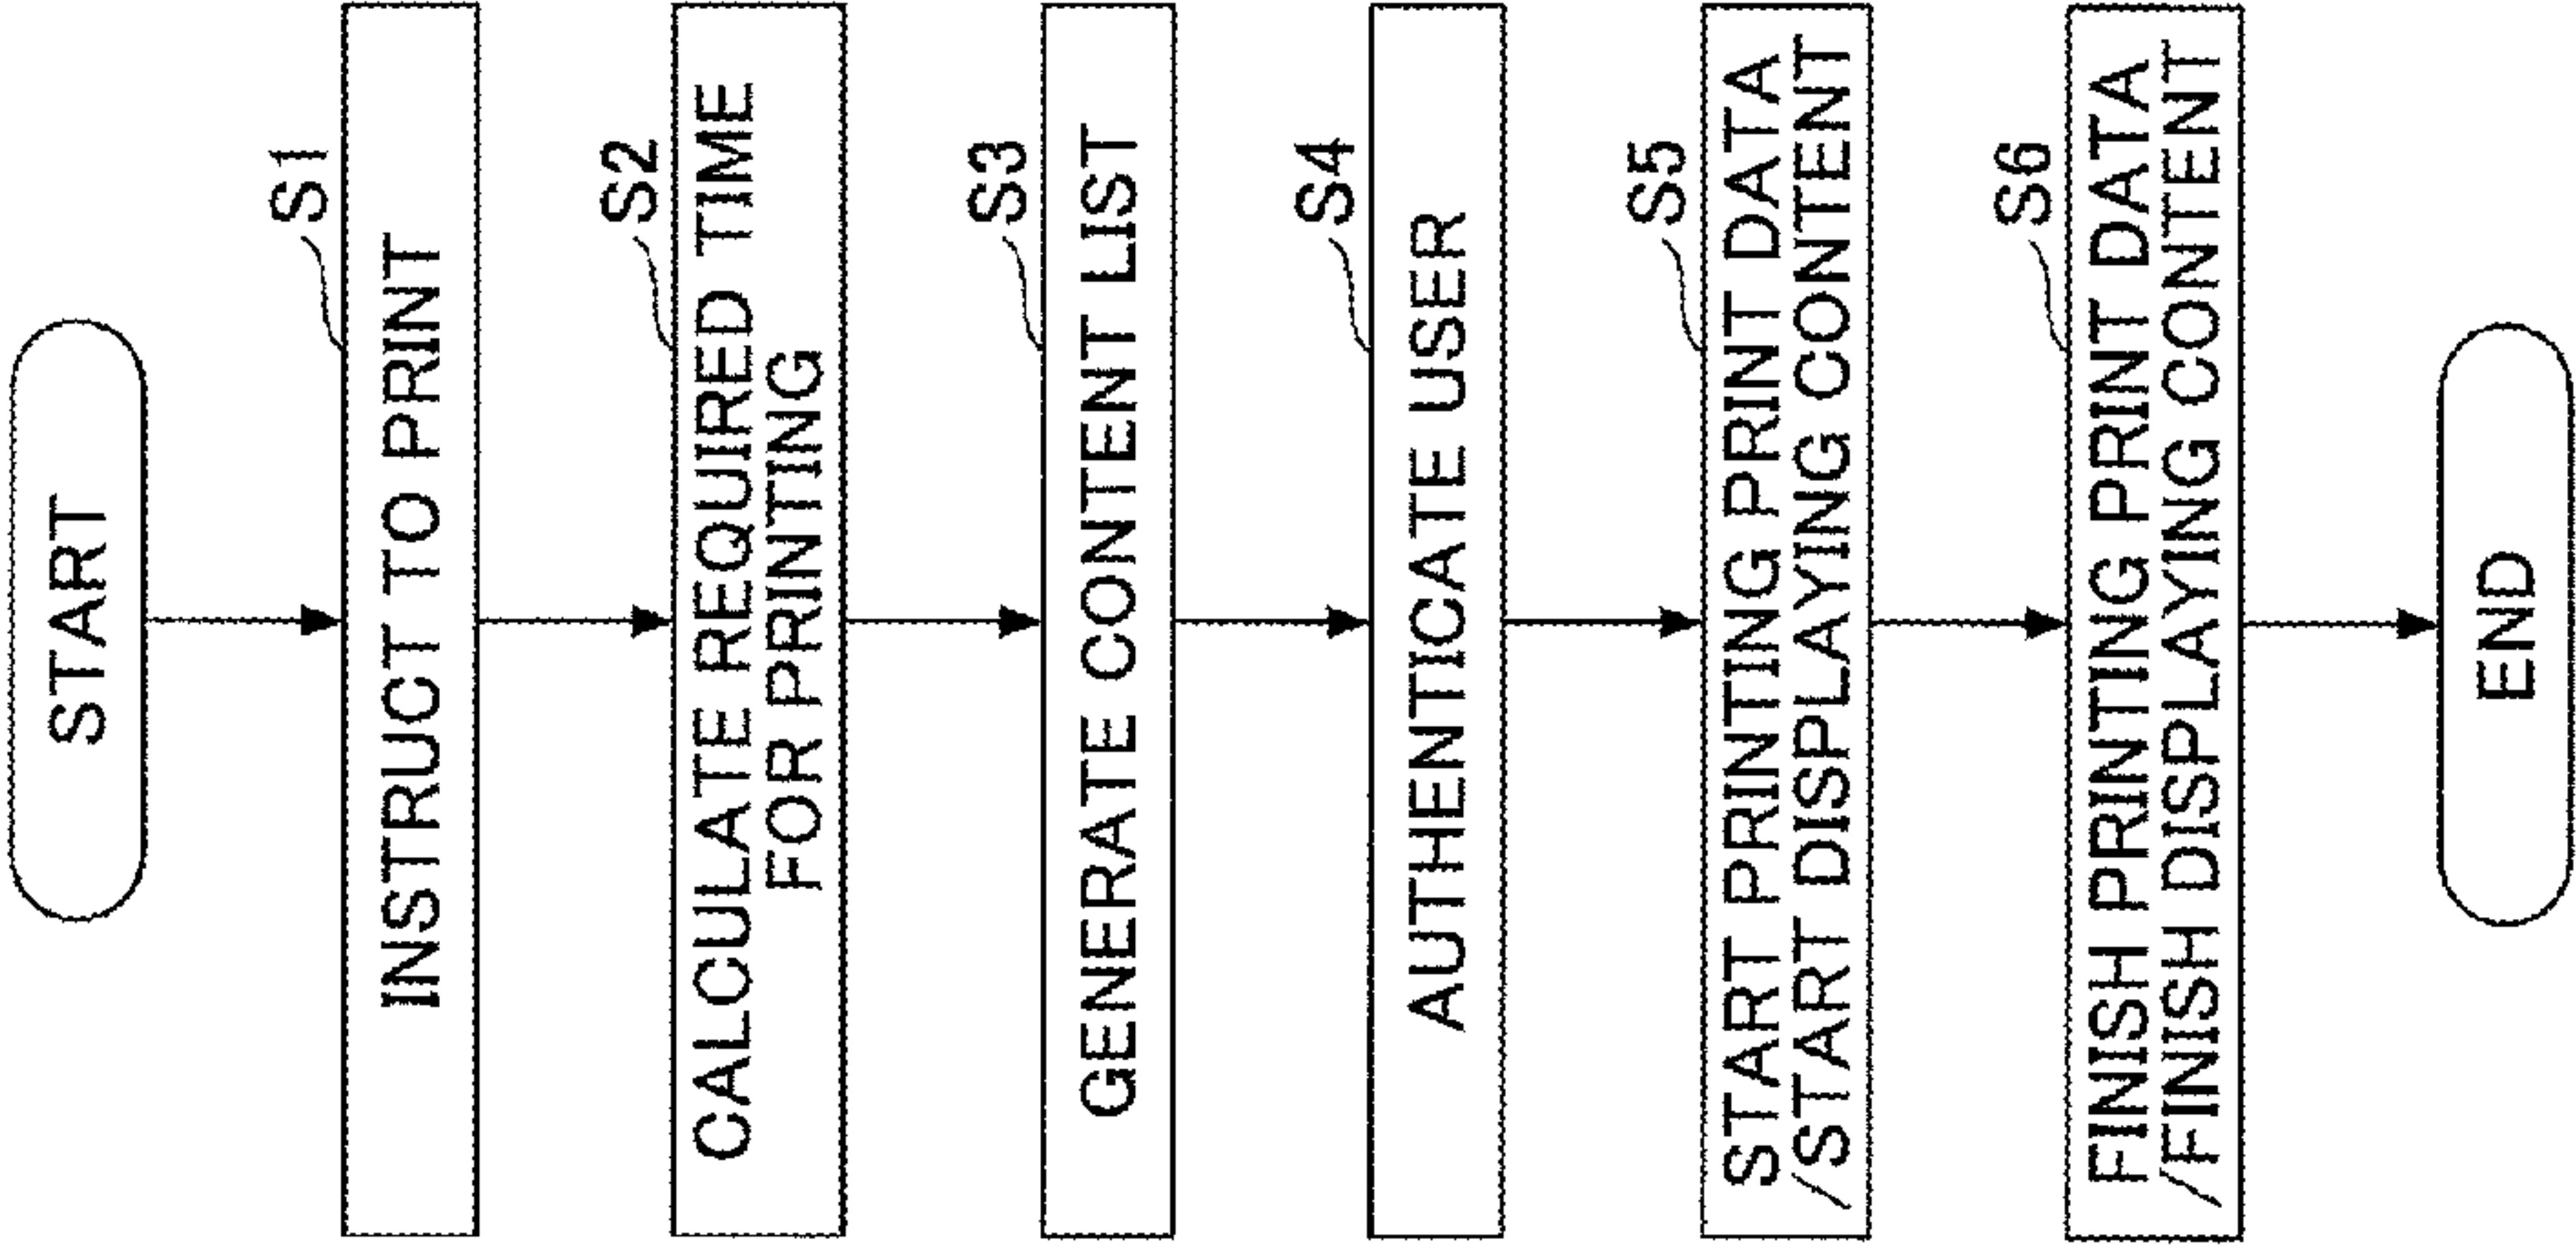 START
S1
INSTRUCT TO PRINT
S2
CALCULATE REQUIRED TIME
FOR PRINTING
S3
GENERATE CONTENT LIST
S4
AUTHENTICATE USER
S5
START PRINTING PRINT DATA
/START DISPLAYING CONTENT
S6
FINISH PRINTING PRINT DATA
/FINISH DISPLAYING CONTENT
END